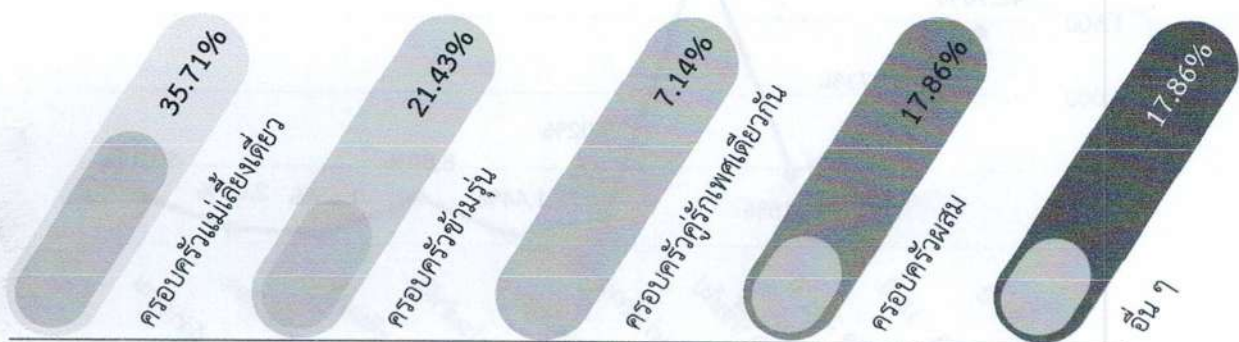 35.71%
ครอบครัวแม่เลี้ยงเดี่ยว
21.43%
ครอบครัวข้ามรุ่น
7.14%
ครอบครัวคู่รักเพศเดียวกัน
17.86%
ครอบครัวผสม
17.86%
อื่น ๆ